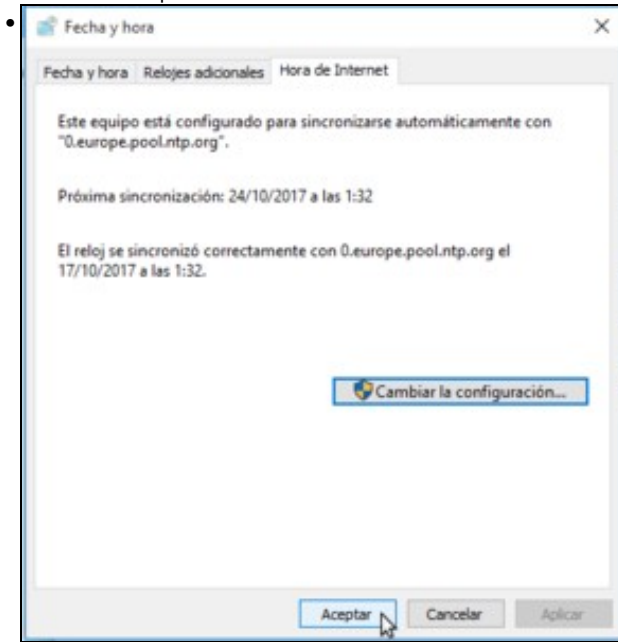 Fecha y hora
Fecha y hora Relojes adicionales Hora de Internet
Este equipo está configurado para sincronizarse automáticamente con
"0.europe.pool.ntp.org".
Próxima sincronización: 24/10/2017 a las 1:32
El reloj se sincronizó correctamente con 0.europe.pool.ntp.org el
17/10/2017 a las 1:32.
Cambiar la configuración...
Aceptar Cancelar Aplicar